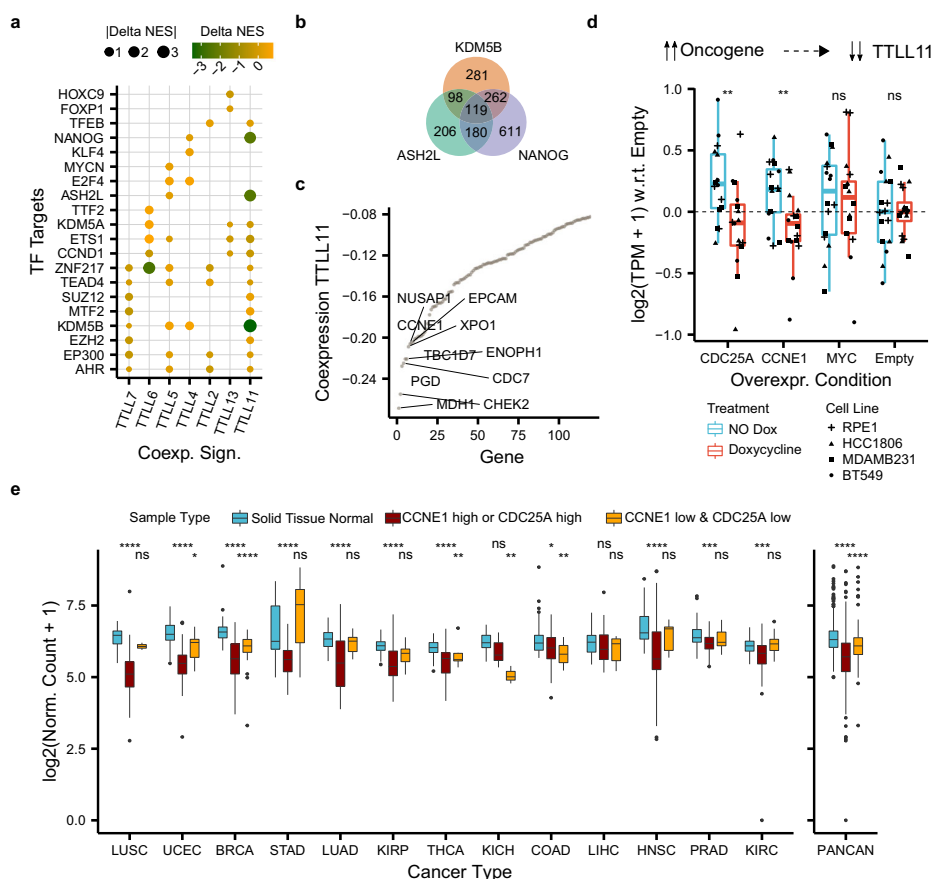 a
|Delta NES|
1 2 3
Delta NES
-3 -2 -1 0
TF Targets
HOXC9
FOXP1
TFEB
NANOG
KLF4
MYCN
E2F4
ASH2L
TTF2
KDM5A
ETS1
CCND1
ZNF217
TEAD4
SUZ12
MTF2
KDM5B
EZH2
EP300
AHR
TTLL7 TTLL6 TTLL5 TTLL4 TTLL2 TTLL13 TTLL11
Coexp. Sign.
b
KDM5B
281
98 262
119
206 180 611
ASH2L NANOG
c
Coexpression TTLL11
−0.08
−0.12
−0.16
−0.20
−0.24
NUSAP1 EPCAM
CCNE1 XPO1
TBC1D7 ENOPH1
PGD CDC7
MDH1 CHEK2
0 25 50 75 100
Gene
d
⇈Oncogene ⇊ TTLL11
log2(TPM + 1) w.r.t. Empty
1.0
0.5
0.0
−0.5
−1.0
** ** ns ns
CDC25A CCNE1 MYC Empty
Overexpr. Condition
Treatment
NO Dox
Doxycycline
Cell Line
RPE1
HCC1806
MDAMB231
BT549
e
Sample Type Solid Tissue Normal CCNE1 high or CDC25A high CCNE1 low & CDC25A low
log2(Norm. Count + 1)
7.5
5.0
2.5
0.0
**** **** **** **** **** **** **** ns * ns **** *** *** ****
ns * **** ns ns ns ** ** ** ns ns ns ns ****
LUSC UCEC BRCA STAD LUAD KIRP THCA KICH COAD LIHC HNSC PRAD KIRC PANCAN
Cancer Type